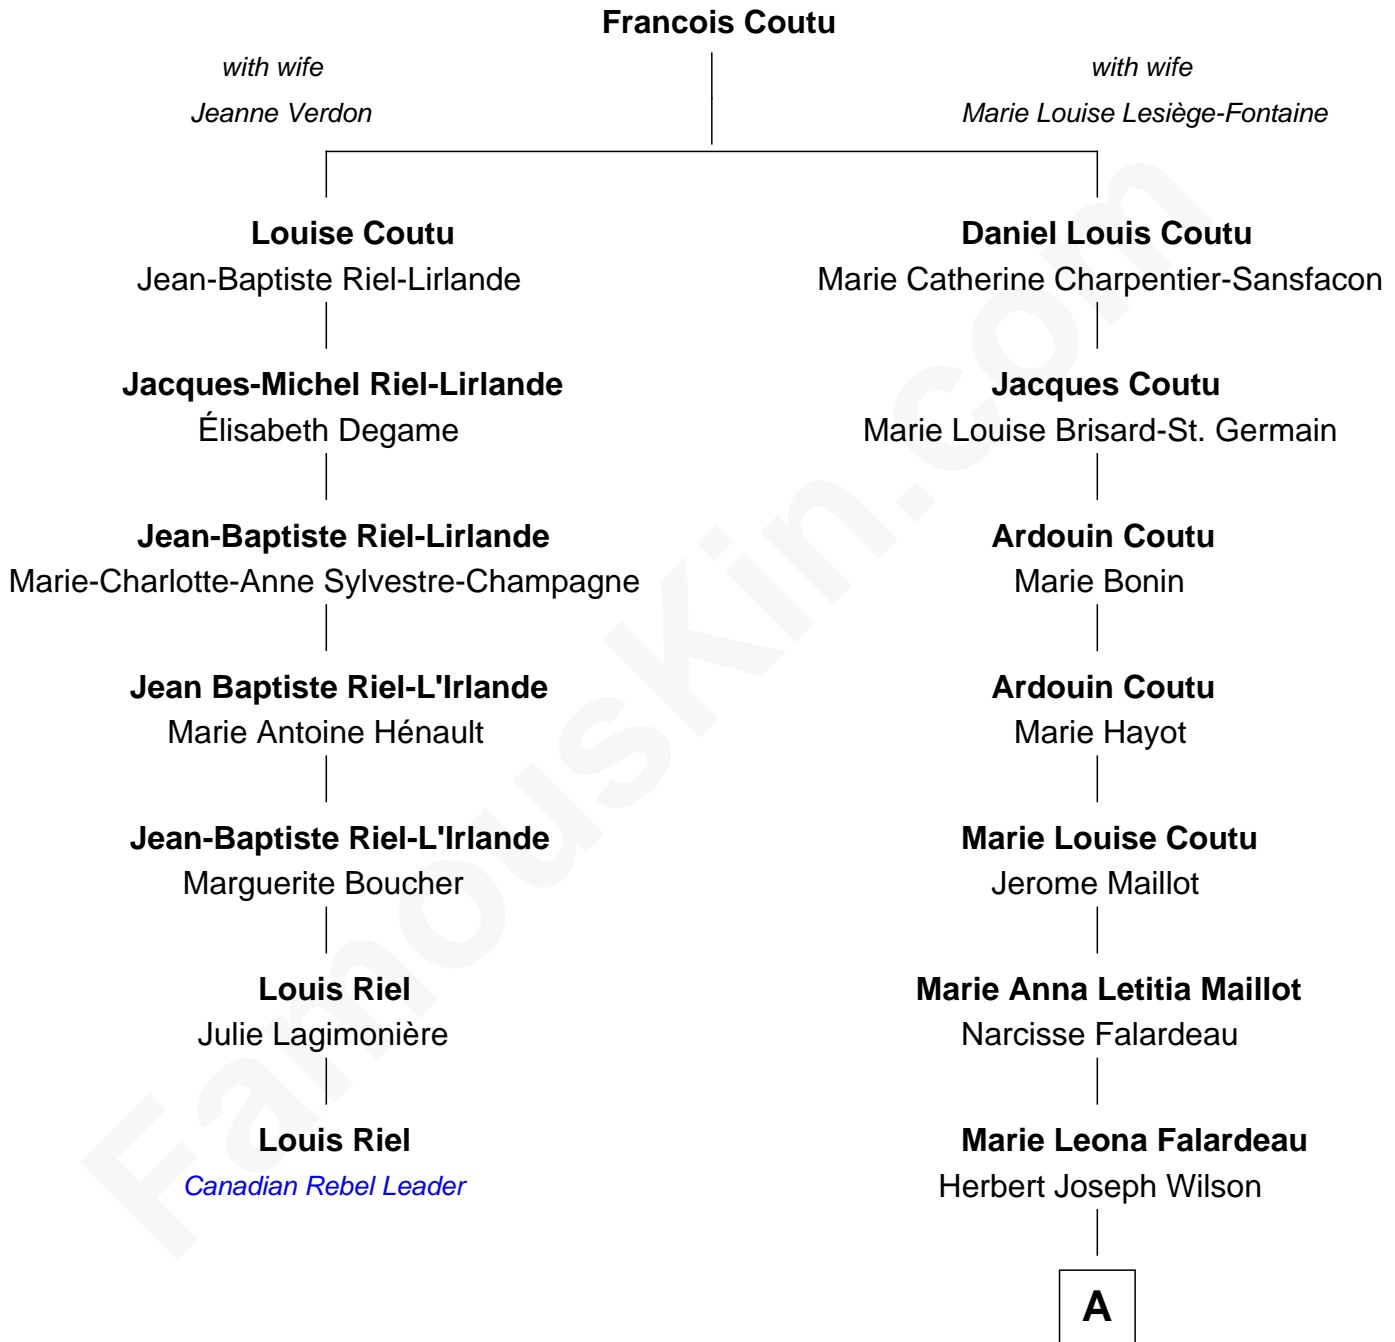 Francois Coutu
with wife
Jeanne Verdon
with wife
Marie Louise Lesiège-Fontaine
Louise Coutu
Jean-Baptiste Riel-Lirlande
Jacques-Michel Riel-Lirlande
Élisabeth Degame
Jean-Baptiste Riel-Lirlande
Marie-Charlotte-Anne Sylvestre-Champagne
Jean Baptiste Riel-L'Irlande
Marie Antoine Hénault
Jean-Baptiste Riel-L'Irlande
Marguerite Boucher
Louis Riel
Julie Lagimonière
Louis Riel
Canadian Rebel Leader
Daniel Louis Coutu
Marie Catherine Charpentier-Sansfacon
Jacques Coutu
Marie Louise Brisard-St. Germain
Ardouin Coutu
Marie Bonin
Ardouin Coutu
Marie Hayot
Marie Louise Coutu
Jerome Maillot
Marie Anna Letitia Maillot
Narcisse Falardeau
Marie Leona Falardeau
Herbert Joseph Wilson
A
FamousKin.com